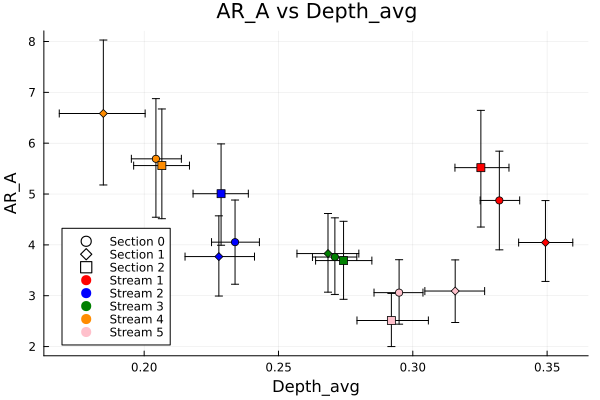 AR_A vs Depth_avg
8
7
6
5
4
3
2
AR_A
Section 0
Section 1
Section 2
Stream 1
Stream 2
Stream 3
Stream 4
Stream 5
0.20 0.25 0.30 0.35
Depth_avg